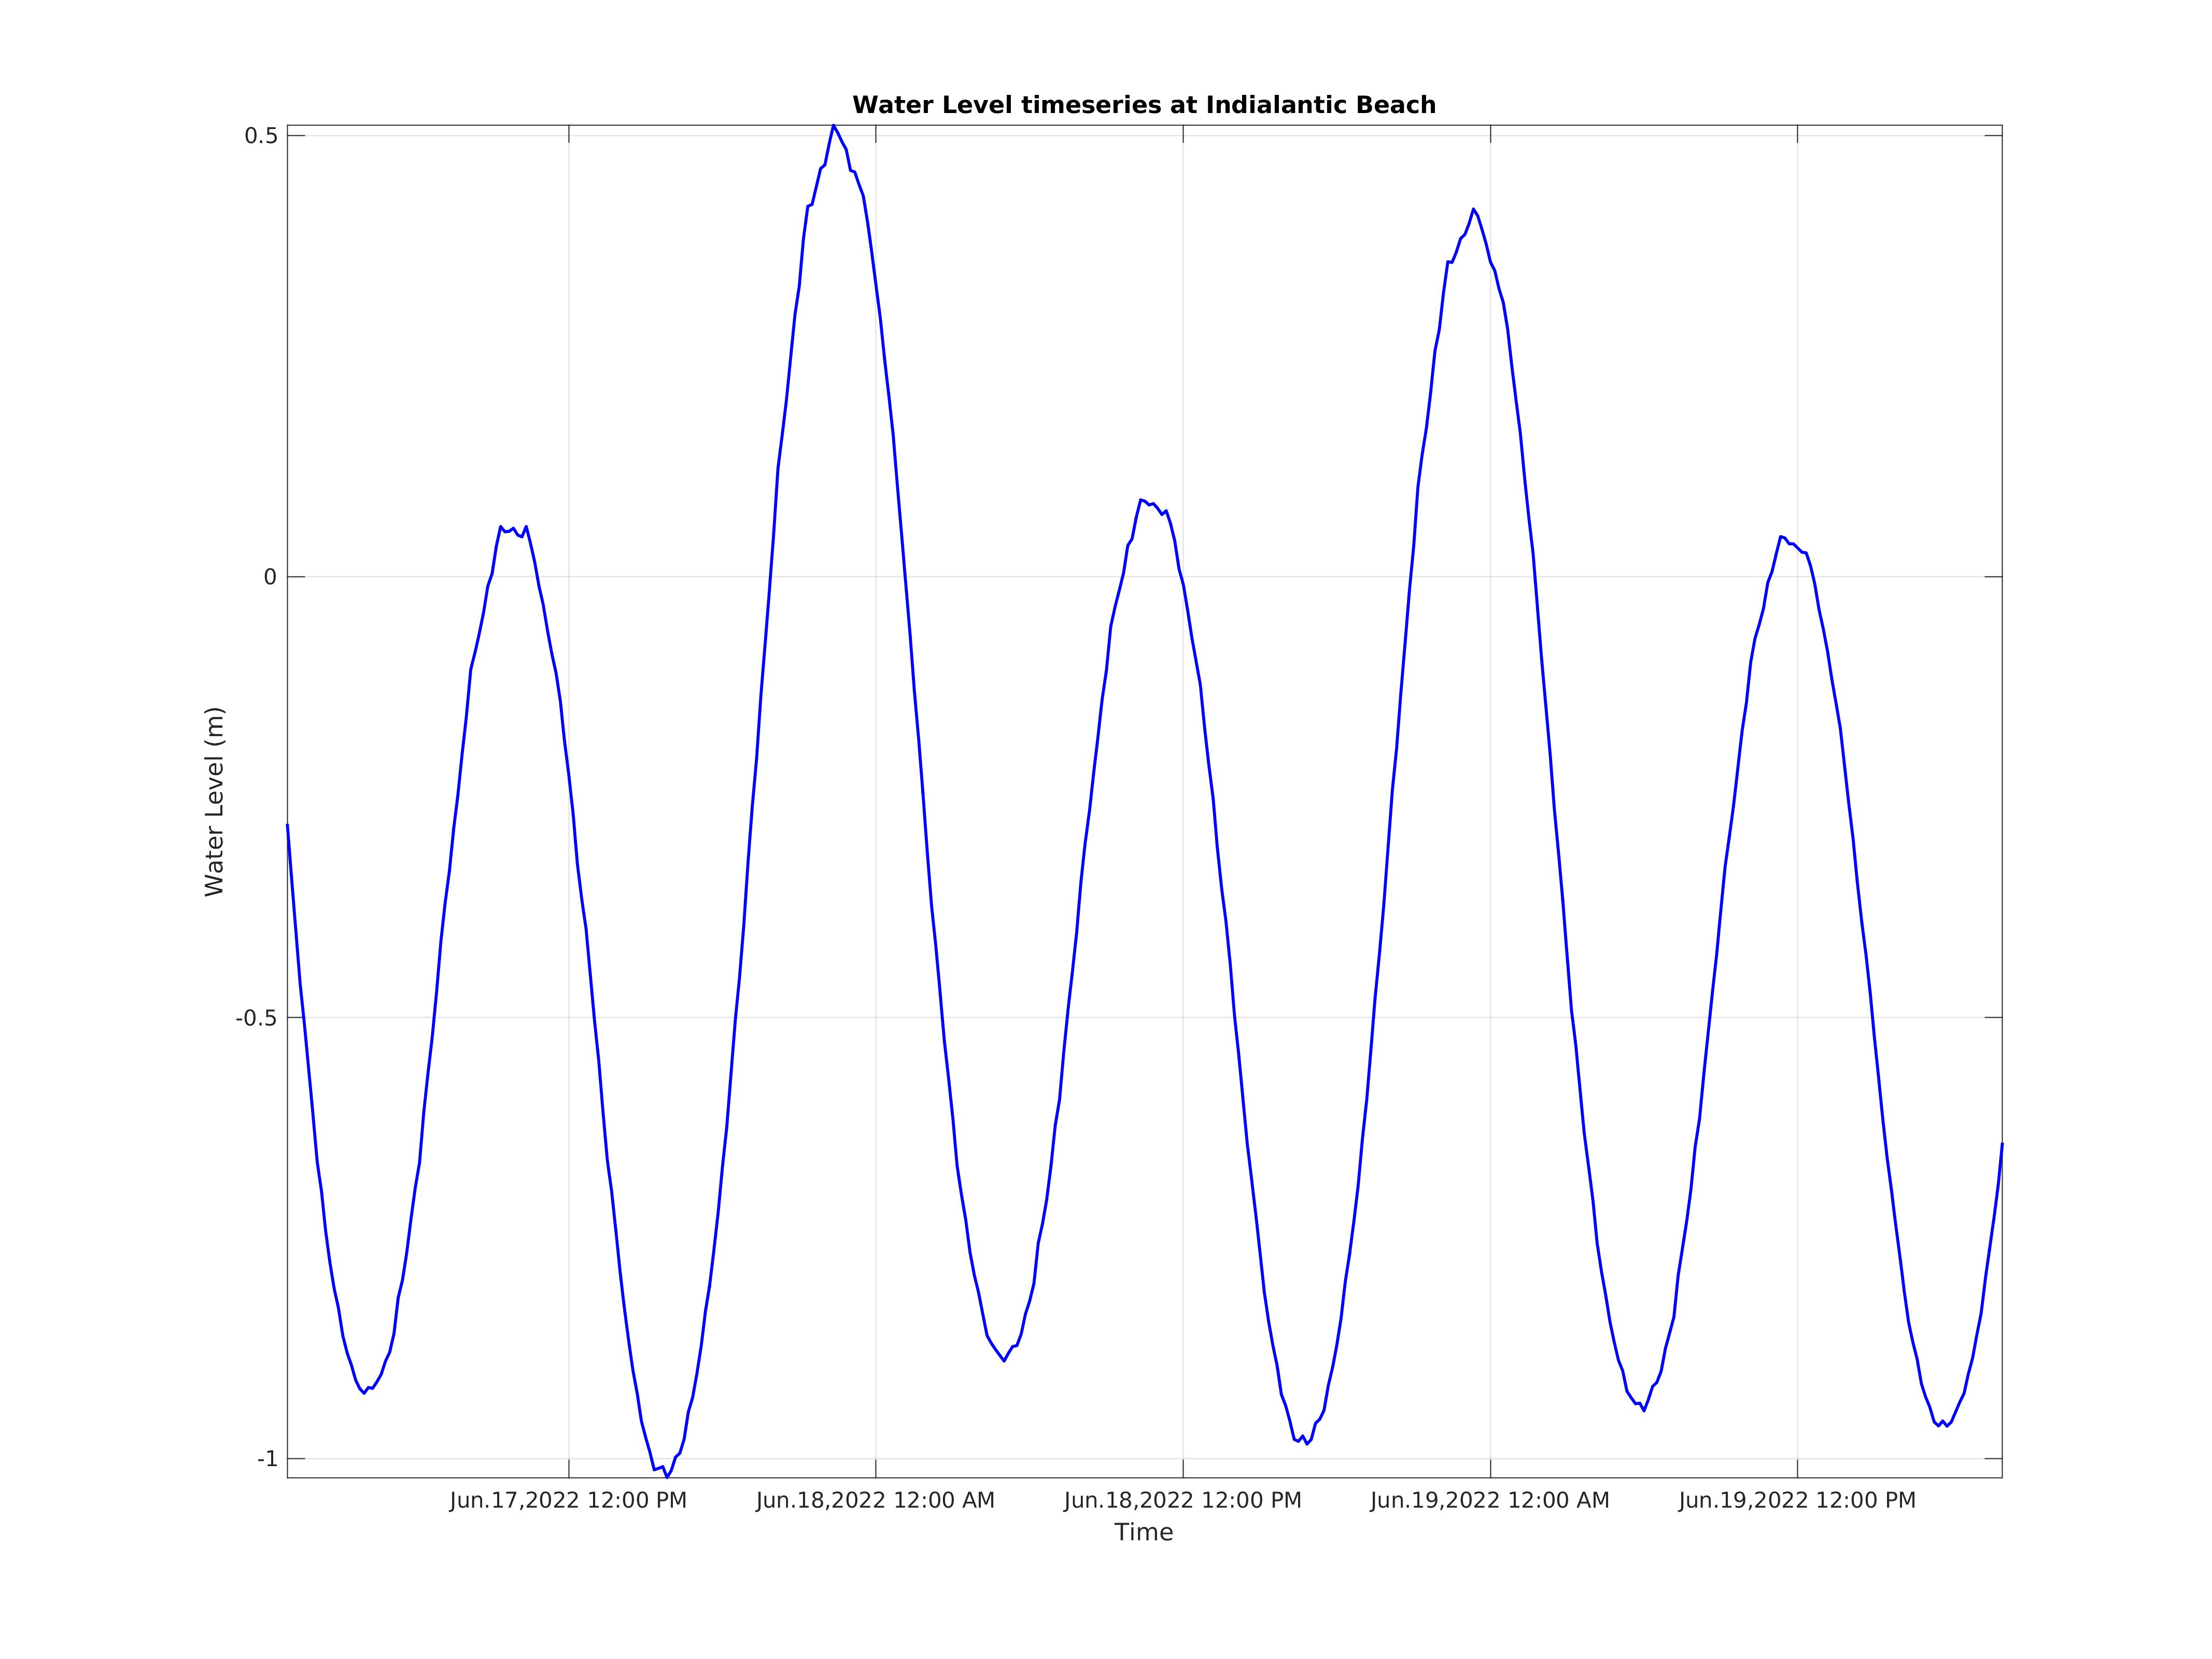 Water Level timeseries at Indialantic Beach
0.5
0
-0.5
-1
Water Level (m)
Jun.17,2022 12:00 PM
Jun.18,2022 12:00 AM
Jun.18,2022 12:00 PM
Jun.19,2022 12:00 AM
Jun.19,2022 12:00 PM
Time